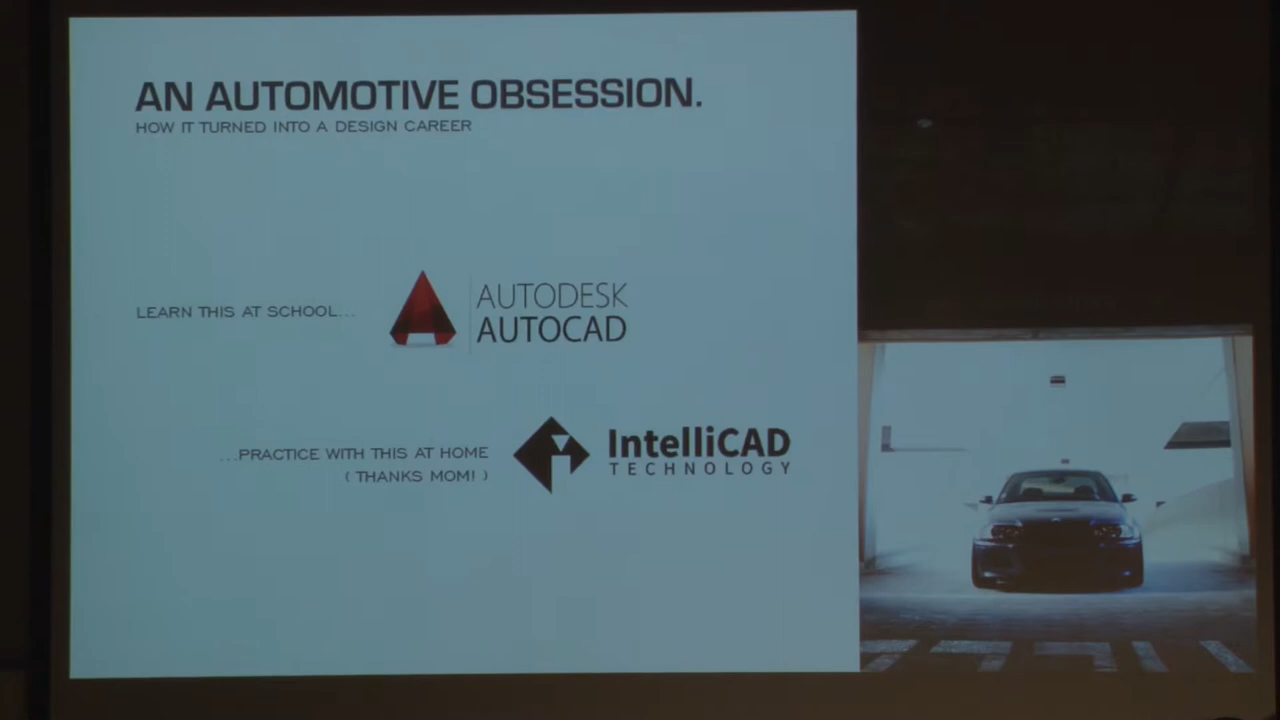 AN AUTOMOTIVE OBSESSION.
HOW IT TURNED INTO A DESIGN CAREER
LEARN THIS AT SCHOOL...
AUTODESK
AUTOCAD
...PRACTICE WITH THIS AT HOME
( THANKS MOM! )
IntelliCAD
TECHNOLOGY